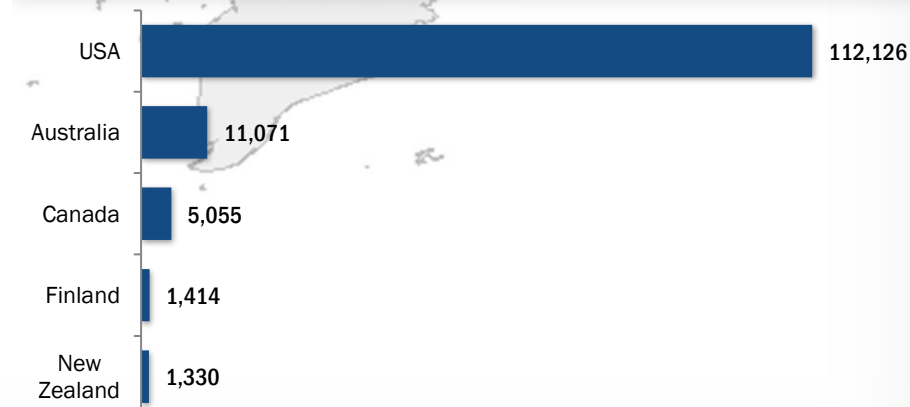 USA 112,126
Australia 11,071
Canada 5,055
Finland 1,414
New
Zealand 1,330